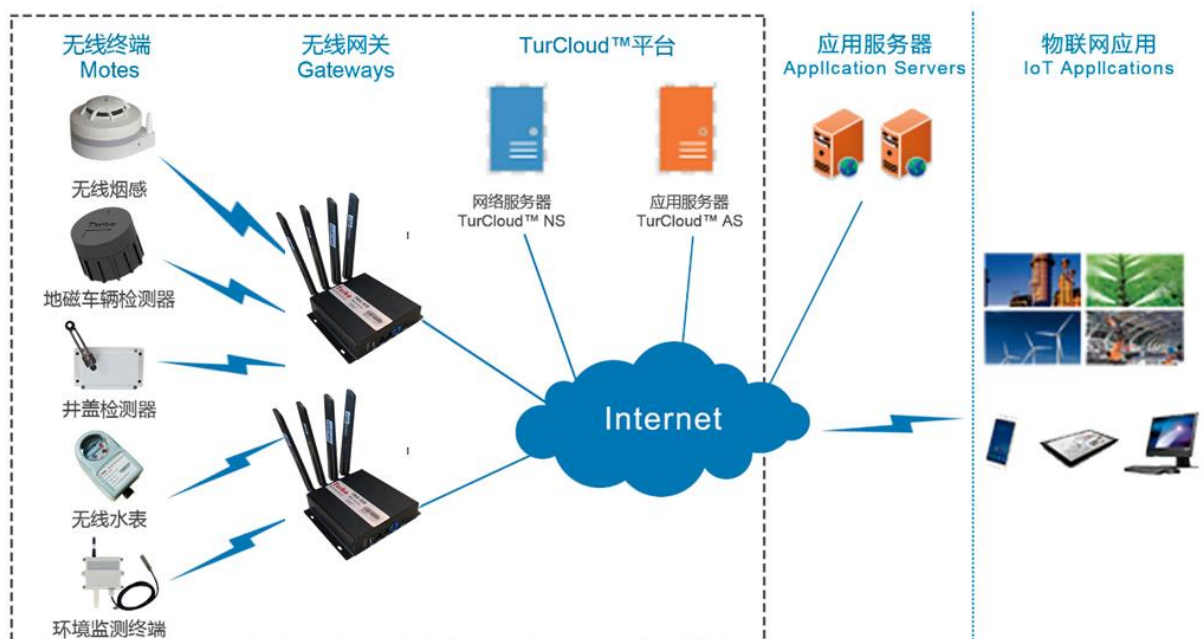 无线终端
Motes
无线网关
Gateways
TurCloud™平台
应用服务器
Application Servers
物联网应用
IoT Applications
无线烟感
地磁车辆检测器
井盖检测器
无线水表
环境监测终端
网络服务器
TurCloud™ NS
应用服务器
TurCloud™ AS
Internet